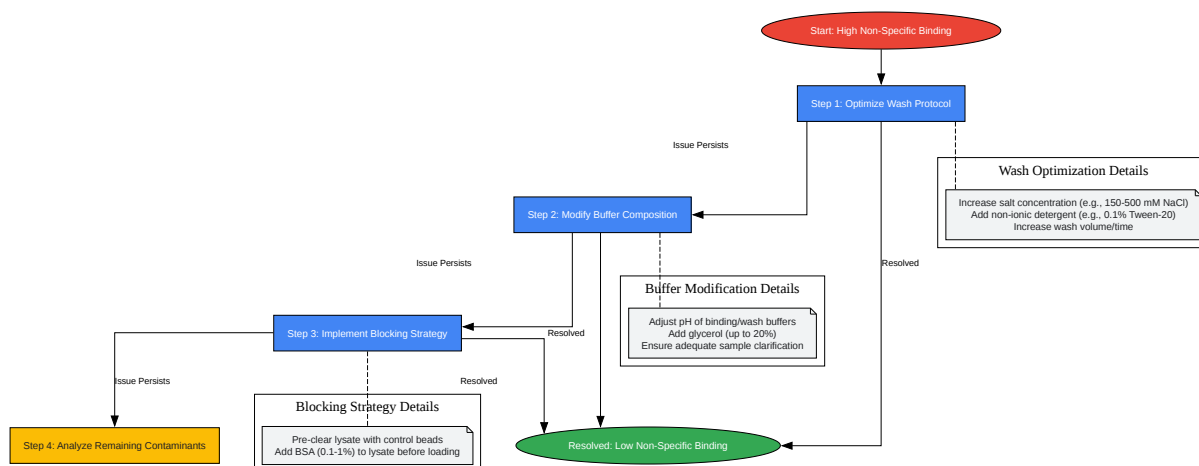 Start: High Non-Specific Binding
Step 1: Optimize Wash Protocol
Issue Persists
Wash Optimization Details
Increase salt concentration (e.g., 150-500 mM NaCl)
Add non-ionic detergent (e.g., 0.1% Tween-20)
Increase wash volume/time
Step 2: Modify Buffer Composition
Issue Persists
Resolved
Buffer Modification Details
Adjust pH of binding/wash buffers
Add glycerol (up to 20%)
Ensure adequate sample clarification
Step 3: Implement Blocking Strategy
Resolved
Issue Persists
Resolved
Blocking Strategy Details
Pre-clear lysate with control beads
Add BSA (0.1-1%) to lysate before loading
Step 4: Analyze Remaining Contaminants
Resolved: Low Non-Specific Binding